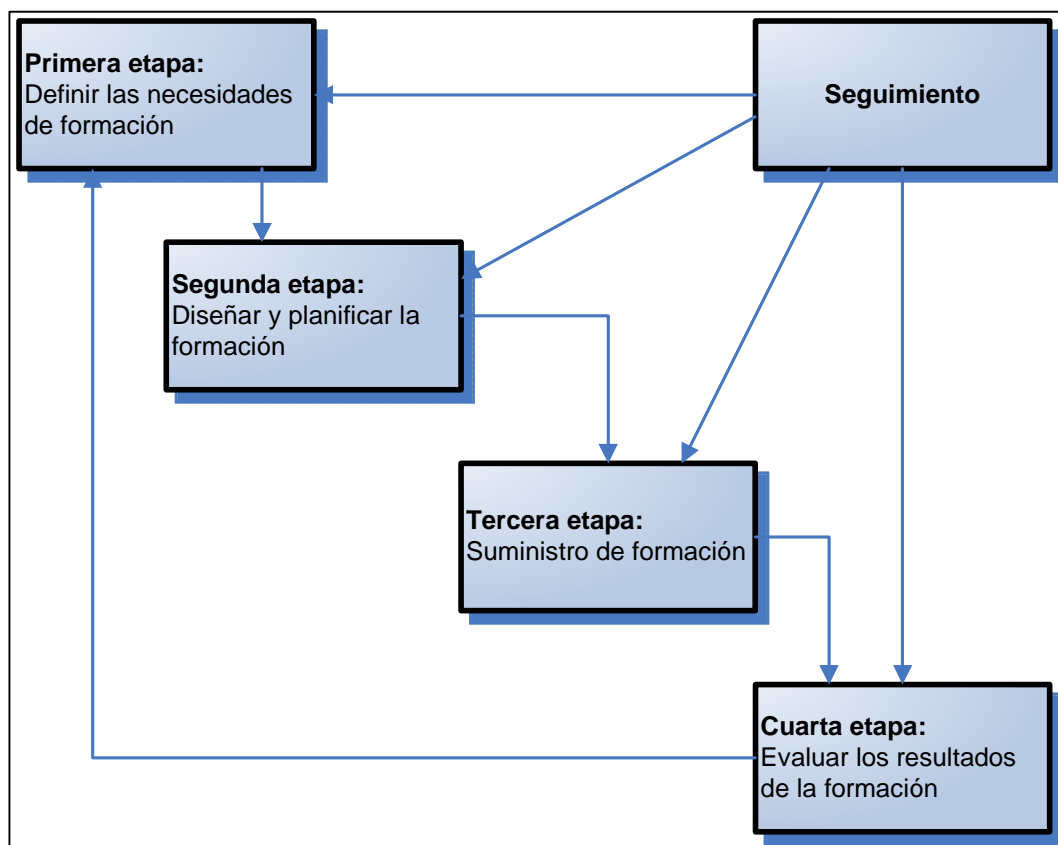 Primera etapa:
Definir las necesidades
de formación
Seguimiento
Segunda etapa:
Diseñar y planificar la
formación
Tercera etapa:
Suministro de formación
Cuarta etapa:
Evaluar los resultados
de la formación